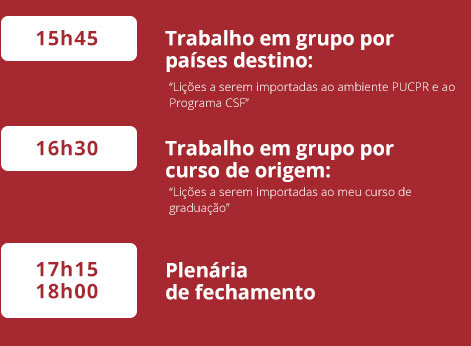 15h45
Trabalho em grupo por
países destino:
“Lições a serem importadas ao ambiente PUCPR e ao
Programa CSF”
16h30
Trabalho em grupo por
curso de origem:
“Lições a serem importadas ao meu curso de
graduação”
17h15
18h00
Plenária
de fechamento